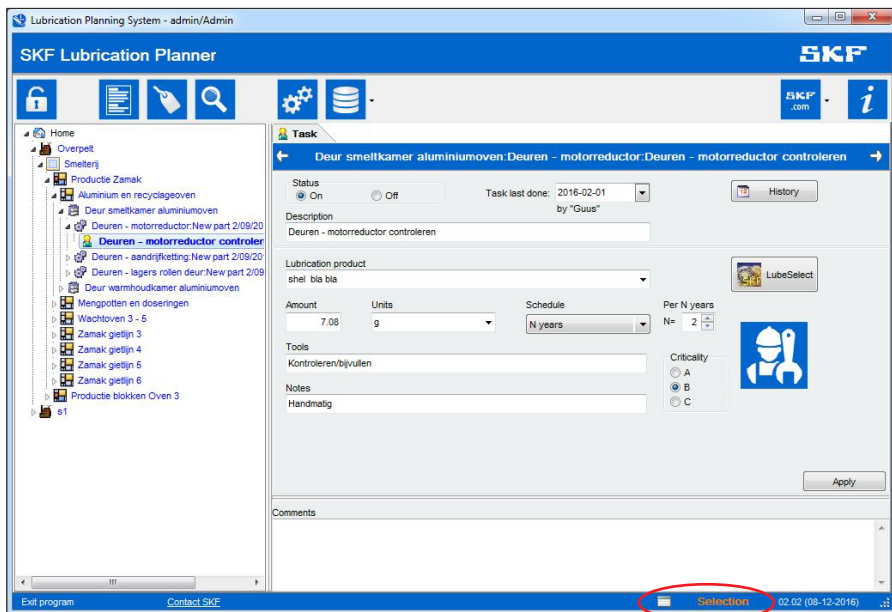 Lubrication Planning System - admin/Admin
SKF Lubrication Planner
SKF
SKF
.com
i
Home
Overpelt
Smelterij
Productie Zamak
Aluminium en recyclageoven
Deur smeltkamer aluminiumoven
Deuren - motorreductor:New part 2/09/20
Deuren - motorreductor controler
Deuren - aandrijfketting:New part 2/09/20
Deuren - lagers rollen deur:New part 2/09
Deur warmhoudkamer aluminiumoven
Mengpotten en doseringen
Wachtoven 3 - 5
Zamak gietlijn 3
Zamak gietlijn 4
Zamak gietlijn 5
Zamak gietlijn 6
Productie blokken Oven 3
s1
Task
Deur smeltkamer aluminiumoven:Deuren - motorreductor:Deuren - motorreductor controleren
Status
On Off
Task last done: 2016-02-01
by "Guus"
History
Description
Deuren - motorreductor controleren
Lubrication product
shel bla bla
LubeSelect
Amount Units Schedule Per N years
7.08 g N years N= 2
Tools
Kontroleren/bijvullen
Criticality
A
B
C
Notes
Handmatig
Apply
Comments
Exit program Contact SKF Selection 02.02 (08-12-2016)